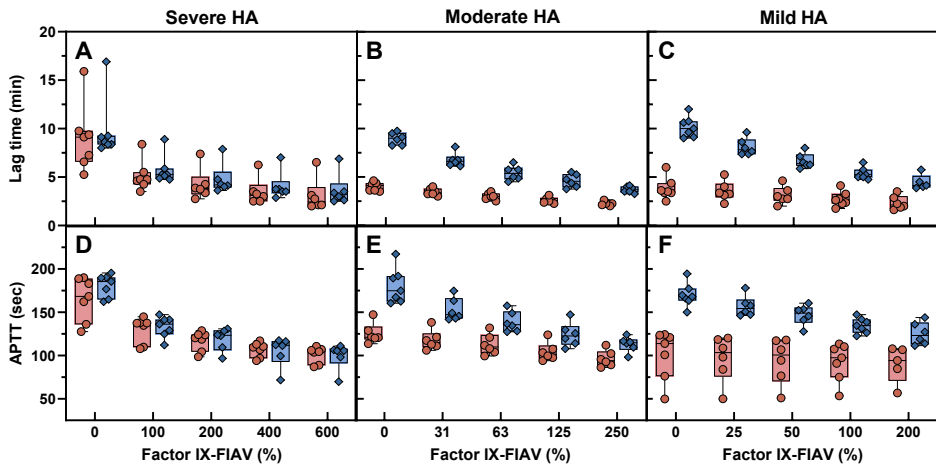 Severe HA Moderate HA Mild HA
A B C
Lag time (min)
20
15
10
5
0
D E F
APTT (sec)
200
150
100
50
0 100 200 400 600 0 31 63 125 250 0 25 50 100 200
Factor IX-FIAV (%) Factor IX-FIAV (%) Factor IX-FIAV (%)